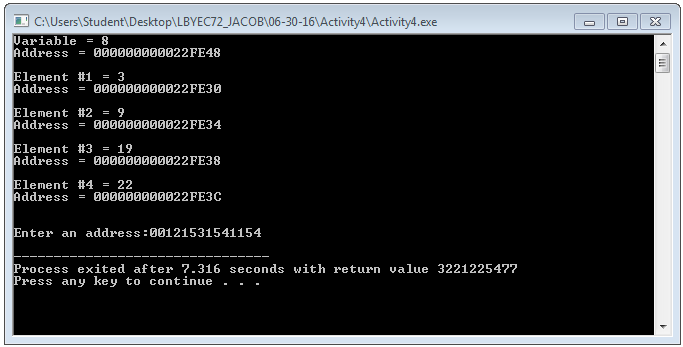 C:\Users\Student\Desktop\LBYEC72_JACOB\06-30-16\Activity4\Activity4.exe
Variable = 8
Address = 000000000022FE48
Element #1 = 3
Address = 000000000022FE30
Element #2 = 9
Address = 000000000022FE34
Element #3 = 19
Address = 000000000022FE38
Element #4 = 22
Address = 000000000022FE3C
Enter an address:00121531541154
--------------------------------
Process exited after 7.316 seconds with return value 3221225477
Press any key to continue . . .